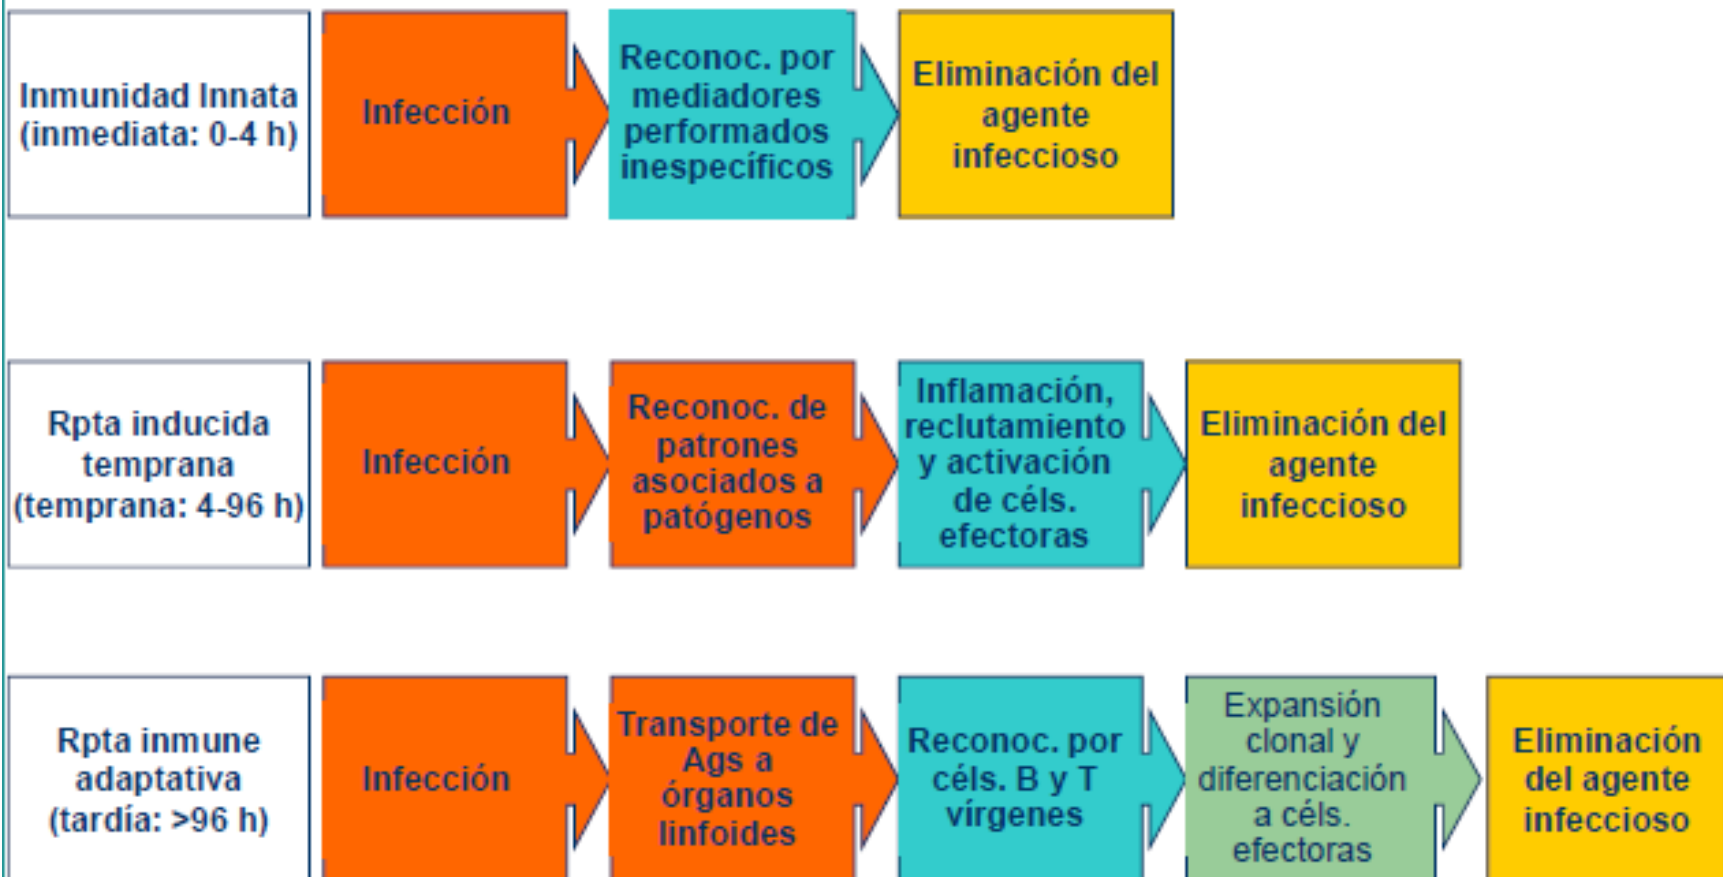 Inmunidad Innata
(inmediata: 0-4 h)
Infección
Reconoc. por
mediadores
performados
inespecíficos
Eliminación del
agente
infeccioso
Rpta inducida
temprana
(temprana: 4-96 h)
Infección
Reconoc. de
patrones
asociados a
patógenos
Inflamación,
reclutamiento
y activación
de céls.
efectoras
Eliminación del
agente
infeccioso
Rpta inmune
adaptativa
(tardía: >96 h)
Infección
Transporte de
Ags a
órganos
linfoides
Reconoc. por
céls. B y T
vírgenes
Expansión
clonal y
diferenciación
a céls.
efectoras
Eliminación
del agente
infeccioso